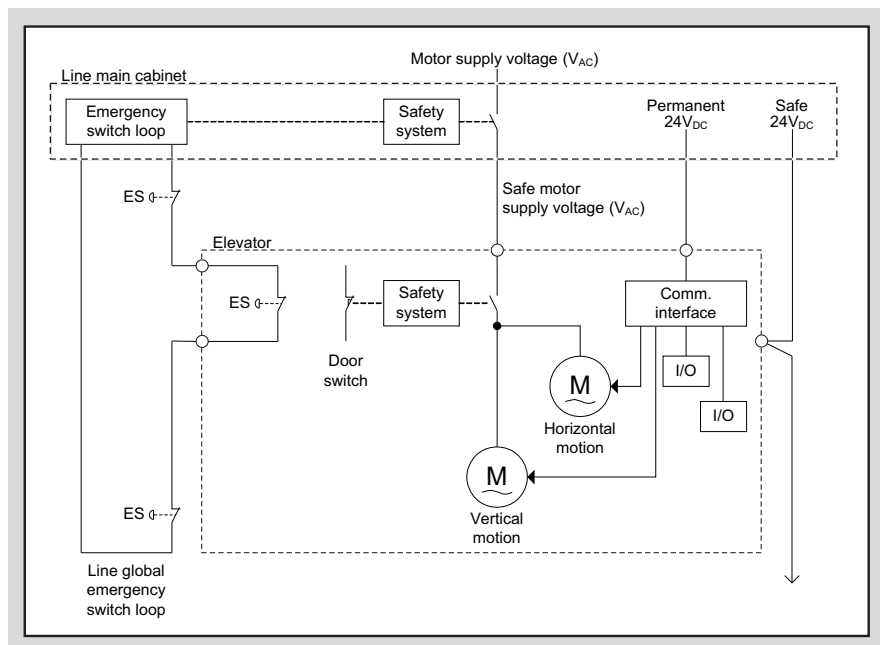 Motor supply voltage (VAC)
Line main cabinet
Emergency
switch loop
Safety
system
Permanent
24VDC
Safe
24VDC
ES
Safe motor
supply voltage (VAC)
Elevator
ES
Safety
system
Comm.
interface
Door
switch
I/O
M
I/O
Horizontal
motion
M
Vertical
motion
ES
Line global
emergency
switch loop